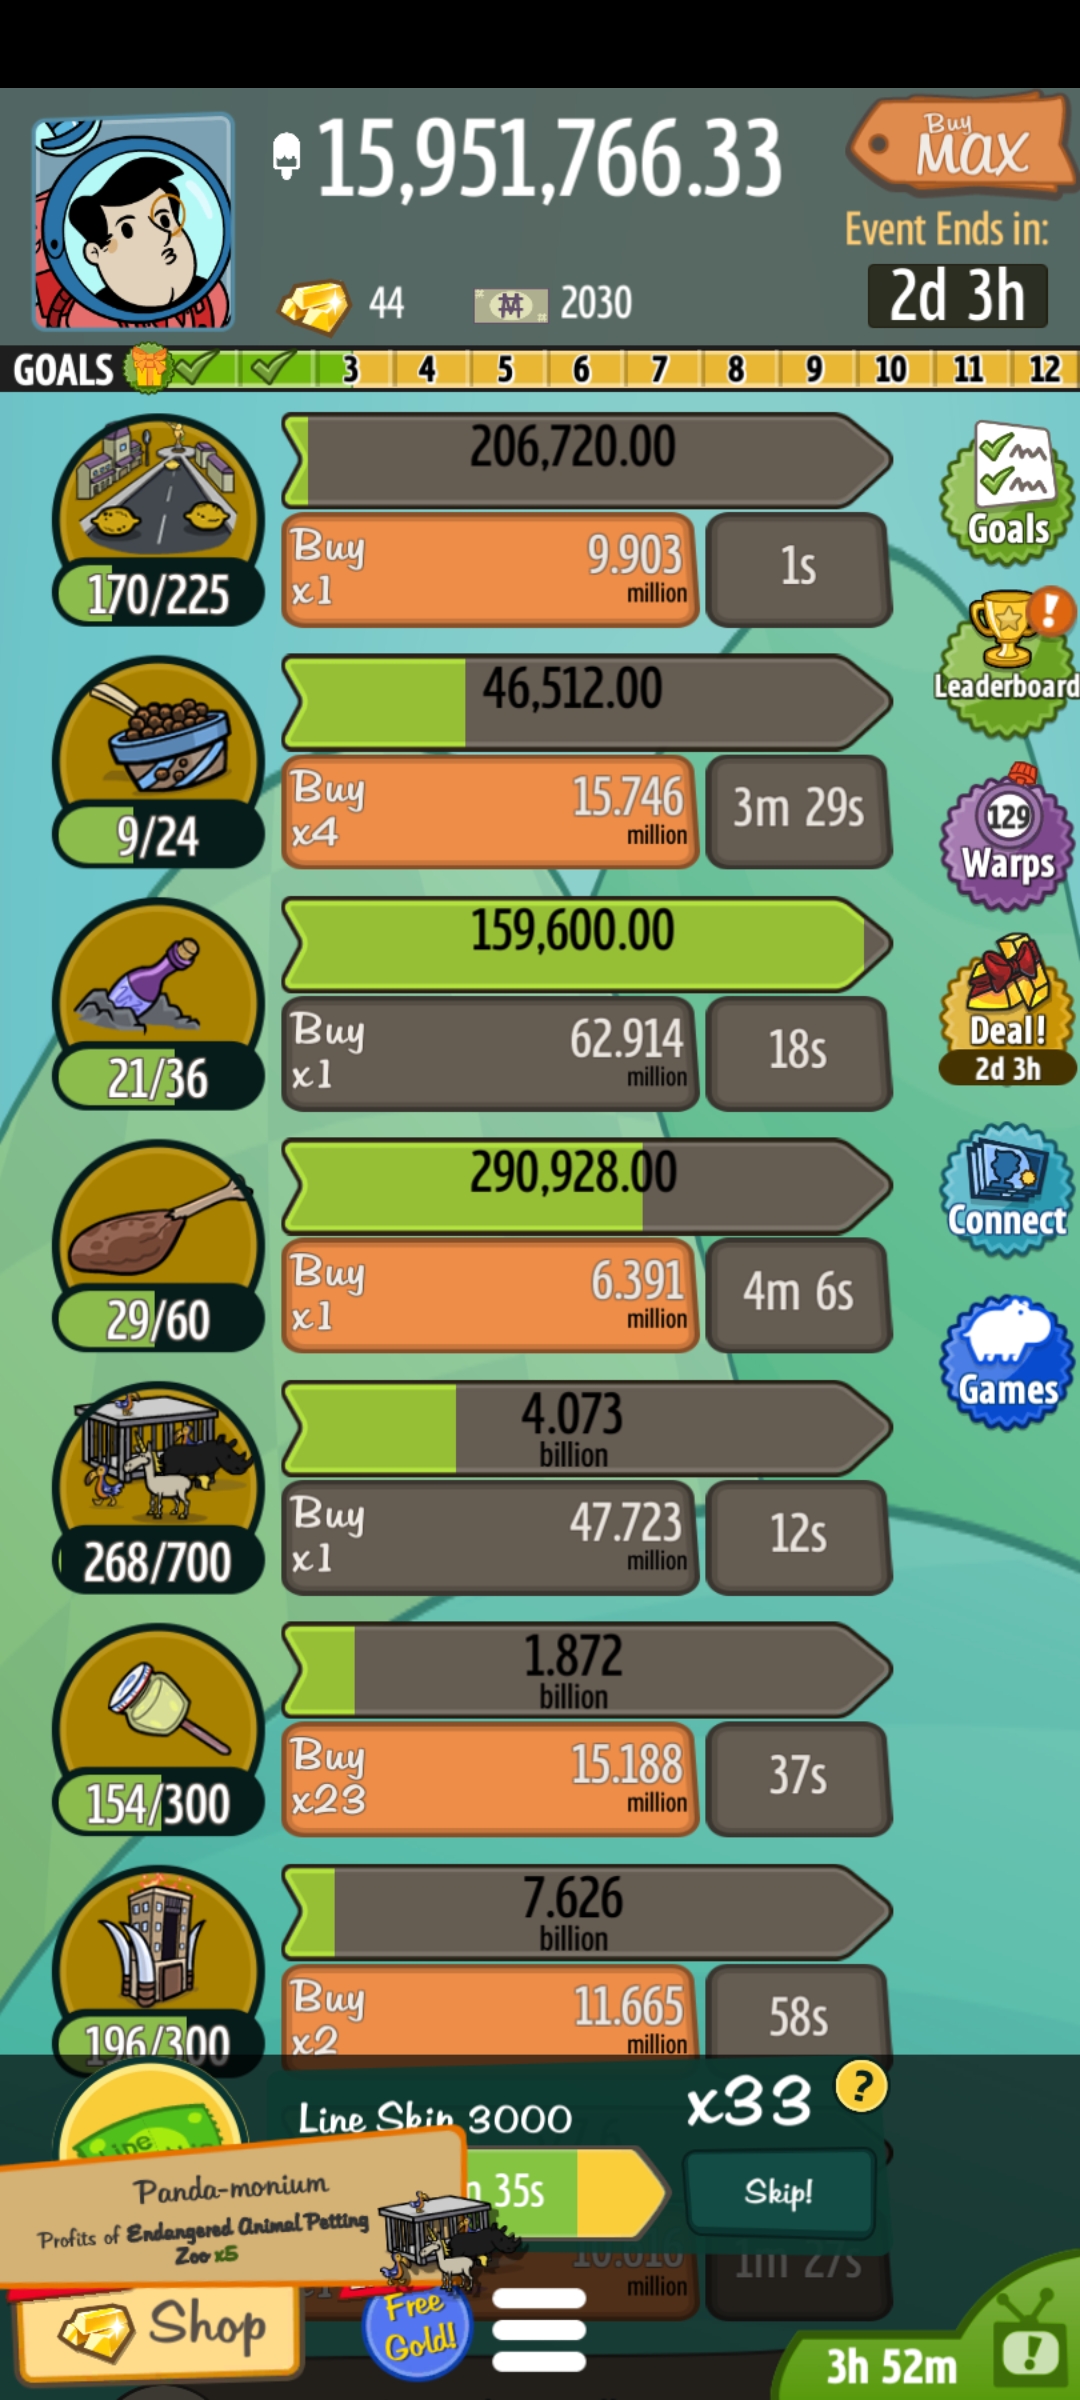 15,951,766.33
Buy
MAX
Event Ends in:
44
2030
2d 3h
GOALS
3
4
5
6
7
8
9
10
11
12
206,720.00
Buy
x1
9.903
million
1s
170/225
Goals
46,512.00
Buy
x4
15.746
million
3m 29s
9/24
!
Leaderboard
129
Warps
159,600.00
Buy
x1
62.914
million
18s
21/36
Deal!
2d 3h
290,928.00
Buy
x1
6.391
million
4m 6s
29/60
Connect
Games
4.073
billion
Buy
x1
47.723
million
12s
268/700
1.872
billion
Buy
x23
15.188
million
37s
154/300
7.626
billion
Buy
x2
11.665
million
58s
196/300
Line Skip 3000
x33
?
35s
Skip!
Panda-monium
Profits of Endangered Animal Petting
Zoo x5
10.616
million
1m 27s
Shop
Free
Gold!
3h 52m
!